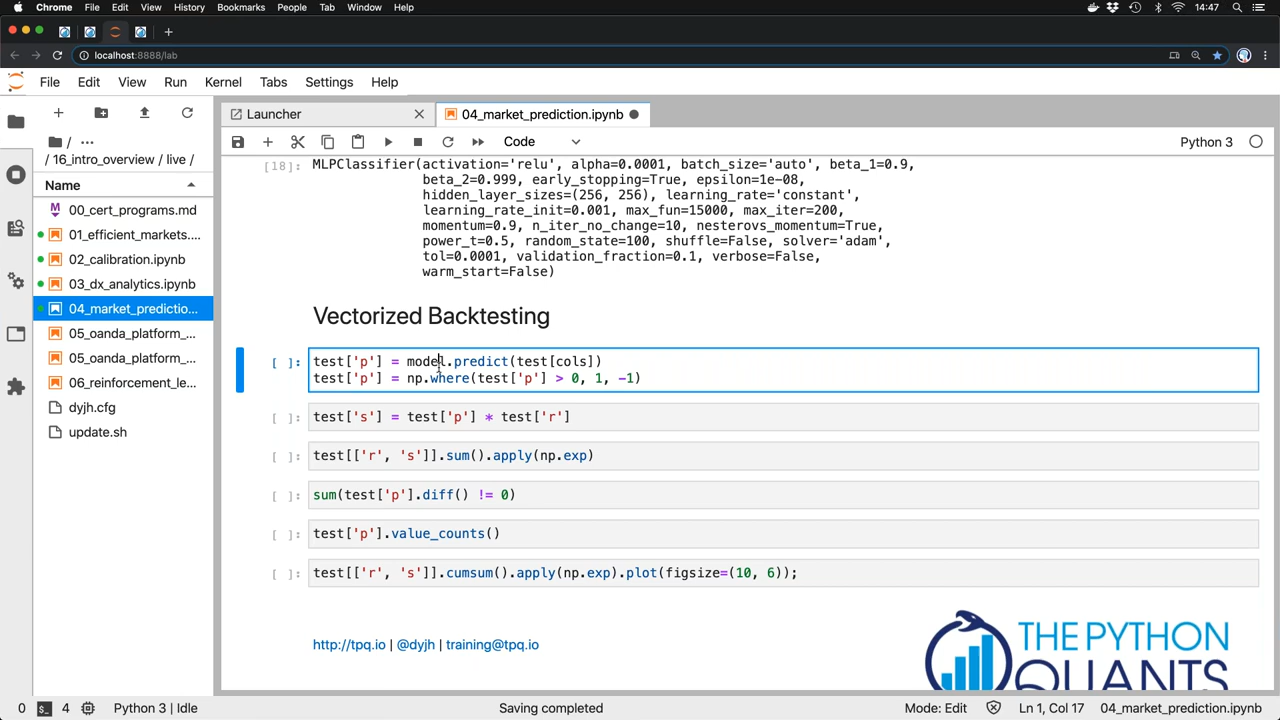 Chrome File Edit View History Bookmarks People Tab Window Help 14:47
localhost:8888/lab
File Edit View Run Kernel Tabs Settings Help
Launcher 04_market_prediction.ipynb
Code Python 3
/ ...
/ 16_intro_overview / live /
Name
00_cert_programs.md
01_efficient_markets....
02_calibration.ipynb
03_dx_analytics.ipynb
04_market_predictio...
05_oanda_platform_...
05_oanda_platform_...
06_reinforcement_le...
dyjh.cfg
update.sh
[18]: MLPClassifier(activation='relu', alpha=0.0001, batch_size='auto', beta_1=0.9,
beta_2=0.999, early_stopping=True, epsilon=1e-08,
hidden_layer_sizes=(256, 256), learning_rate='constant',
learning_rate_init=0.001, max_fun=15000, max_iter=200,
momentum=0.9, n_iter_no_change=10, nesterovs_momentum=True,
power_t=0.5, random_state=100, shuffle=False, solver='adam',
tol=0.0001, validation_fraction=0.1, verbose=False,
warm_start=False)
Vectorized Backtesting
[ ]: test['p'] = model.predict(test[cols])
test['p'] = np.where(test['p'] > 0, 1, -1)
[ ]: test['s'] = test['p'] * test['r']
[ ]: test[['r', 's']].sum().apply(np.exp)
[ ]: sum(test['p'].diff() != 0)
[ ]: test['p'].value_counts()
[ ]: test[['r', 's']].cumsum().apply(np.exp).plot(figsize=(10, 6));
http://tpq.io | @dyjh | training@tpq.io
THE PYTHON
QUANTS
0 4 Python 3 | Idle Saving completed Mode: Edit Ln 1, Col 17 04_market_prediction.ipynb